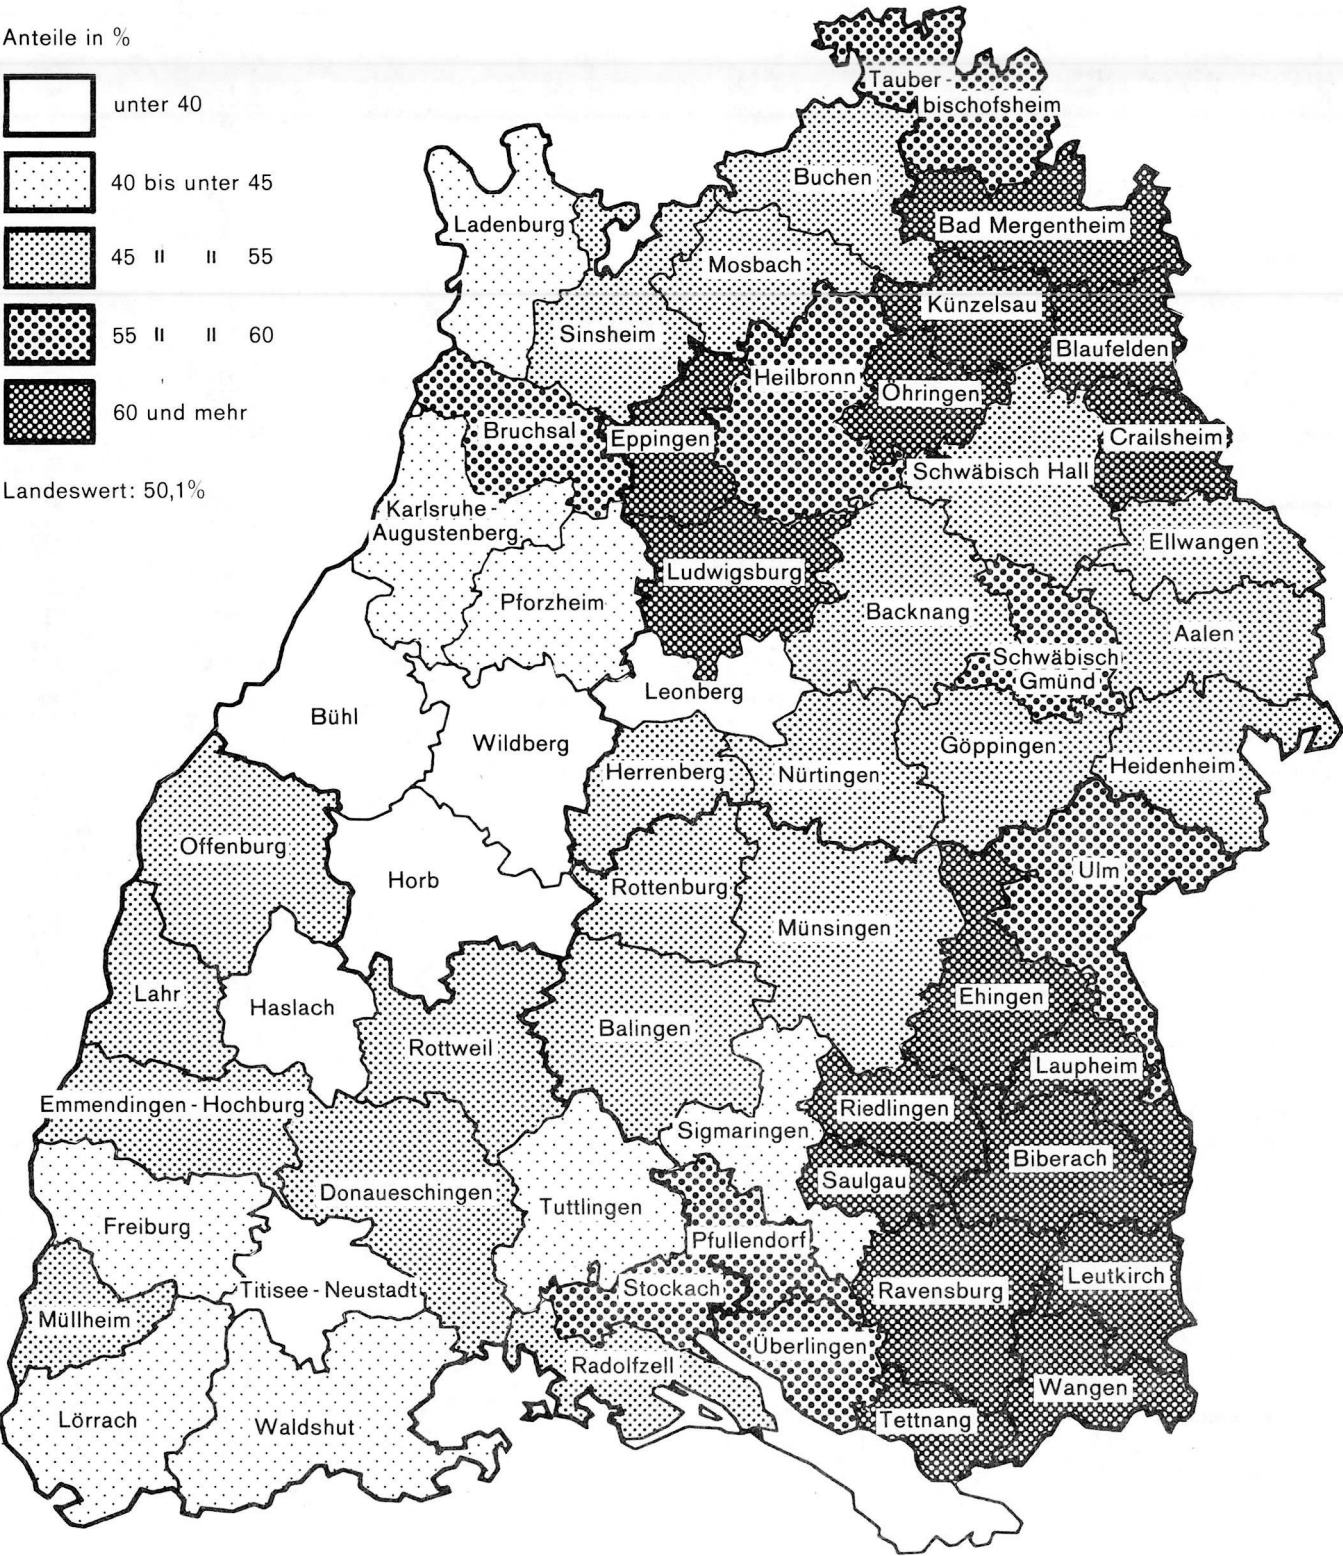 Anteile in %
unter 40
40 bis unter 45
45 " " 55
55 " " 60
60 und mehr
Landeswert: 50,1%
Tauber-
bischofsheim
Buchen
Ladenburg
Bad Mergentheim
Mosbach
Künzelsau
Sinsheim
Blaufelden
Heilbronn
Öhringen
Bruchsal
Eppingen
Crailsheim
Schwäbisch Hall
Karlsruhe-
Augustenberg
Ellwangen
Ludwigsburg
Pforzheim
Backnang
Aalen
Schwäbisch
Gmünd
Leonberg
Bühl
Wildberg
Göppingen
Herrenberg
Nürtingen
Heidenheim
Offenburg
Ulm
Horb
Rottenburg
Münsingen
Lahr
Haslach
Ehingen
Balingen
Rottweil
Laupheim
Emmendingen-Hochburg
Riedlingen
Sigmaringen
Biberach
Saulgau
Donaueschingen
Tuttlingen
Freiburg
Pfullendorf
Leutkirch
Titisee-Neustadt
Stockach
Ravensburg
Müllheim
Überlingen
Radolfzell
Wangen
Lörrach
Waldshut
Tettnang